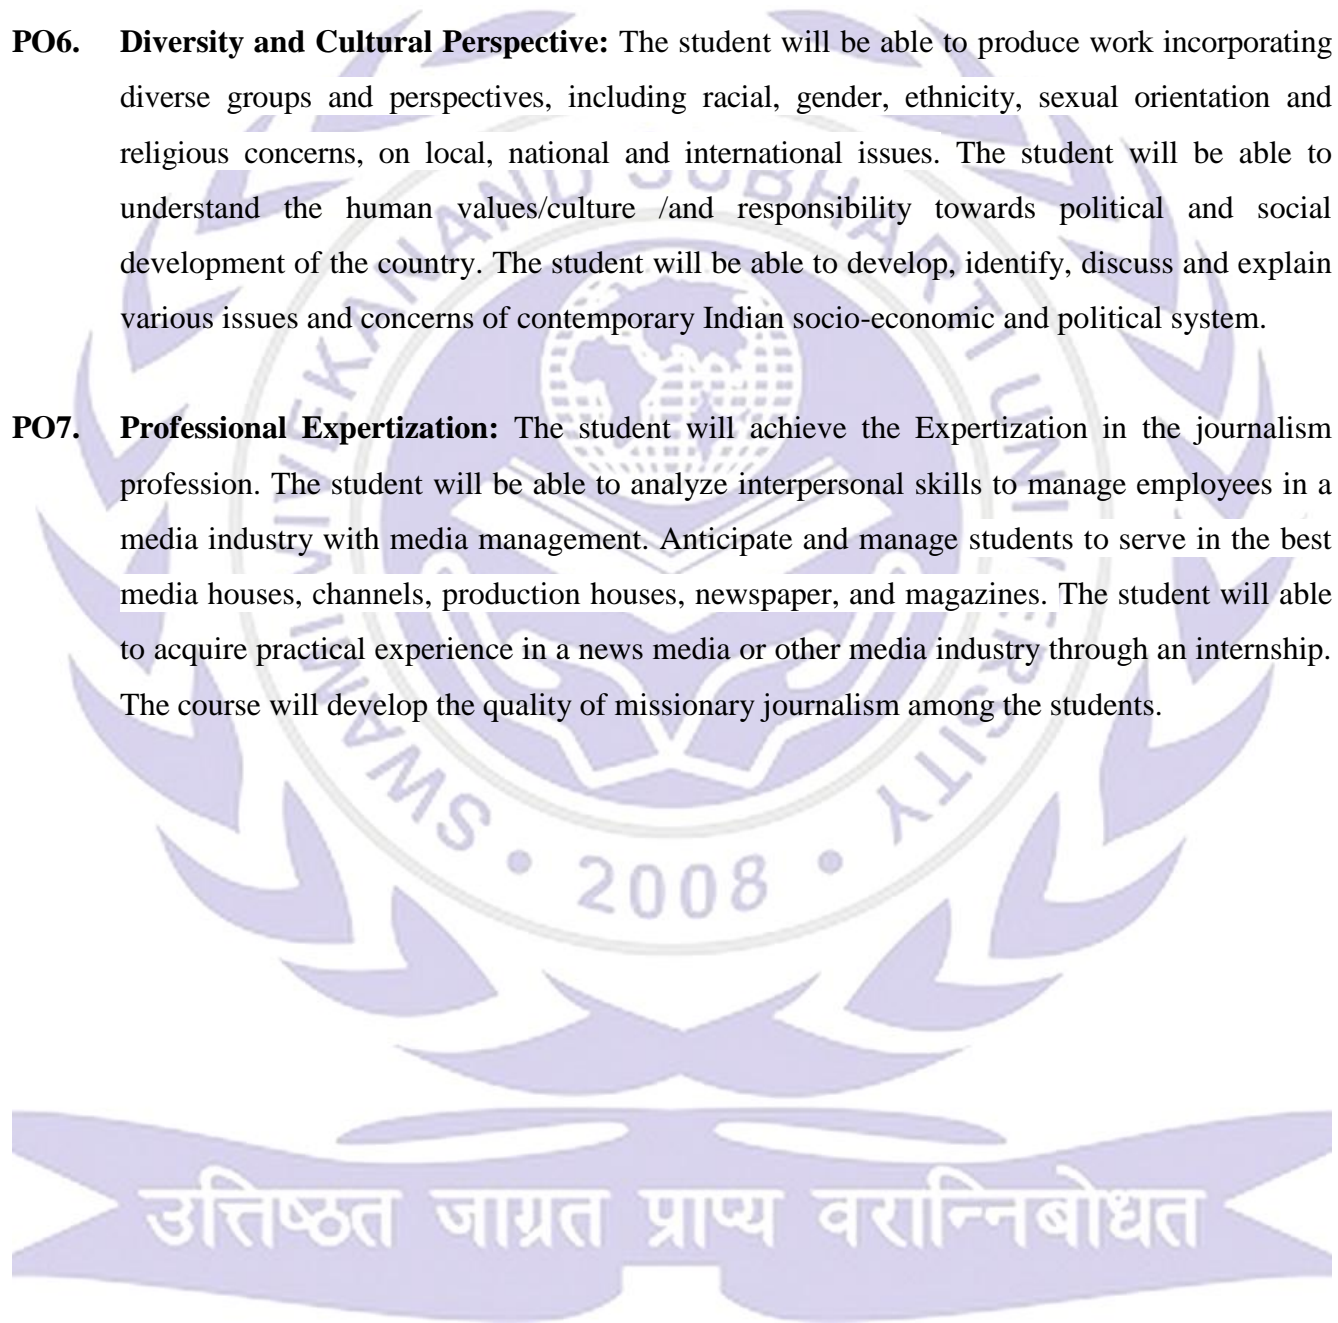 PO6. Diversity and Cultural Perspective: The student will be able to produce work incorporating
diverse groups and perspectives, including racial, gender, ethnicity, sexual orientation and
religious concerns, on local, national and international issues. The student will be able to
understand the human values/culture /and responsibility towards political and social
development of the country. The student will be able to develop, identify, discuss and explain
various issues and concerns of contemporary Indian socio-economic and political system.
PO7. Professional Expertization: The student will achieve the Expertization in the journalism
profession. The student will be able to analyze interpersonal skills to manage employees in a
media industry with media management. Anticipate and manage students to serve in the best
media houses, channels, production houses, newspaper, and magazines. The student will able
to acquire practical experience in a news media or other media industry through an internship.
The course will develop the quality of missionary journalism among the students.
SWAMI VIVEKANAND SUBHARTI UNIVERSITY
• 2008 •
उत्तिष्ठत जाग्रत प्राप्य वरान्निबोधत